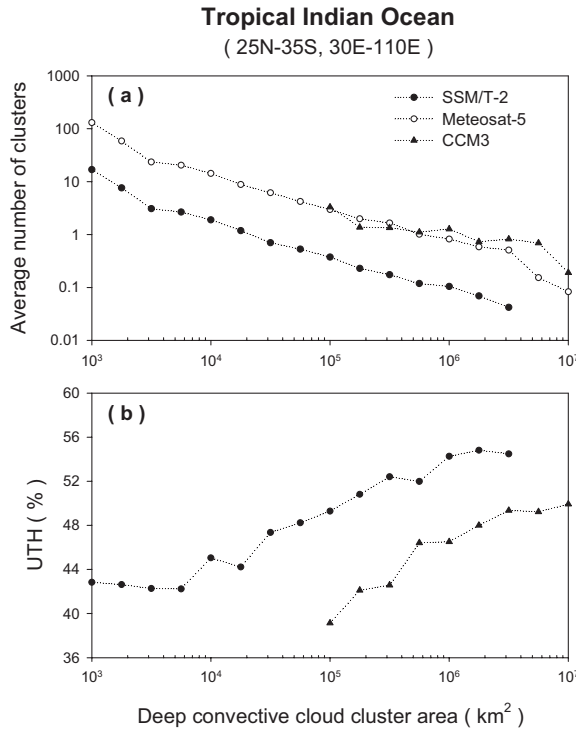 Tropical Indian Ocean
( 25N-35S, 30E-110E )
( a )
SSM/T-2
Meteosat-5
CCM3
Average number of clusters
1000
100
10
1
0.1
0.01
10³ 10⁴ 10⁵ 10⁶ 10⁷
( b )
UTH ( % )
60
56
52
48
44
40
36
10³ 10⁴ 10⁵ 10⁶ 10⁷
Deep convective cloud cluster area ( km² )